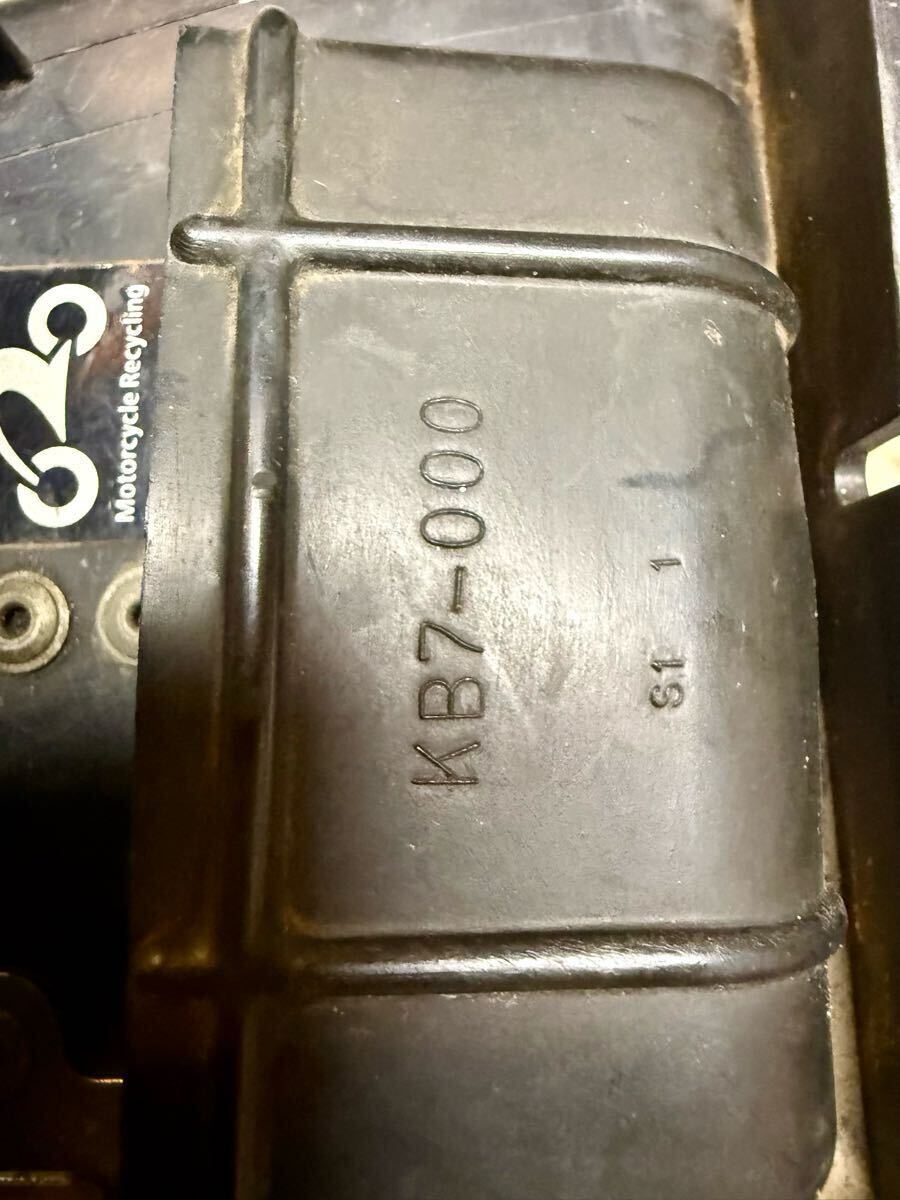 Motorcycle Recycling
KB7-000
S1 1